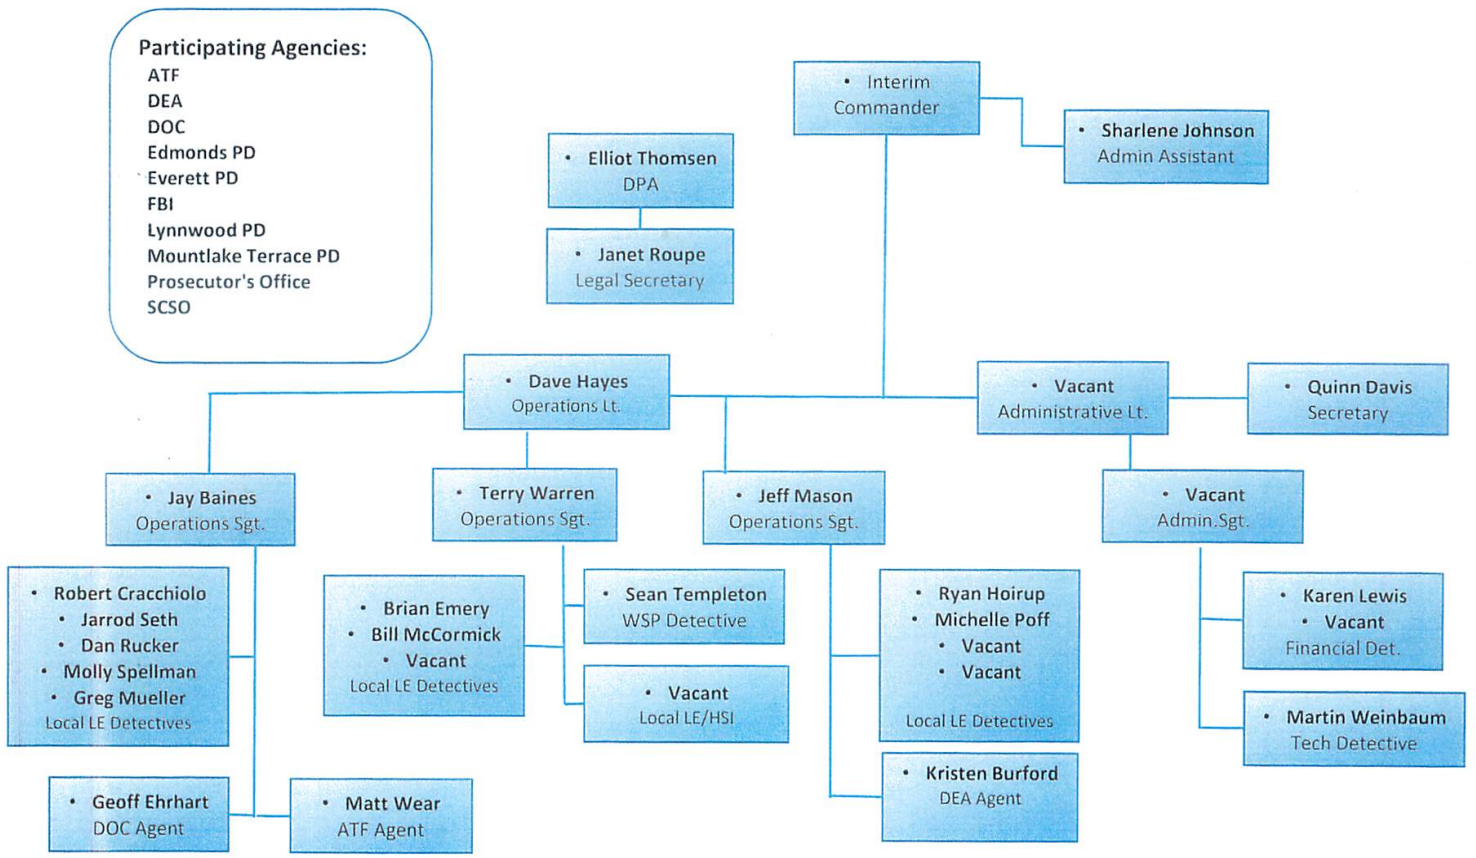 Participating Agencies:
ATF
DEA
DOC
Edmonds PD
Everett PD
FBI
Lynnwood PD
Mountlake Terrace PD
Prosecutor's Office
SCSO
• Interim
Commander
• Sharlene Johnson
Admin Assistant
• Elliot Thomsen
DPA
• Janet Roupe
Legal Secretary
• Dave Hayes
Operations Lt.
• Vacant
Administrative Lt.
• Quinn Davis
Secretary
• Jay Baines
Operations Sgt.
• Terry Warren
Operations Sgt.
• Jeff Mason
Operations Sgt.
• Vacant
Admin.Sgt.
• Robert Cracchiolo
• Jarrod Seth
• Dan Rucker
• Molly Spellman
• Greg Mueller
Local LE Detectives
• Geoff Ehrhart
DOC Agent
• Matt Wear
ATF Agent
• Brian Emery
• Bill McCormick
• Vacant
Local LE Detectives
• Sean Templeton
WSP Detective
• Vacant
Local LE/HSI
• Ryan Hoirup
• Michelle Poff
• Vacant
• Vacant
Local LE Detectives
• Kristen Burford
DEA Agent
• Karen Lewis
• Vacant
Financial Det.
• Martin Weinbaum
Tech Detective